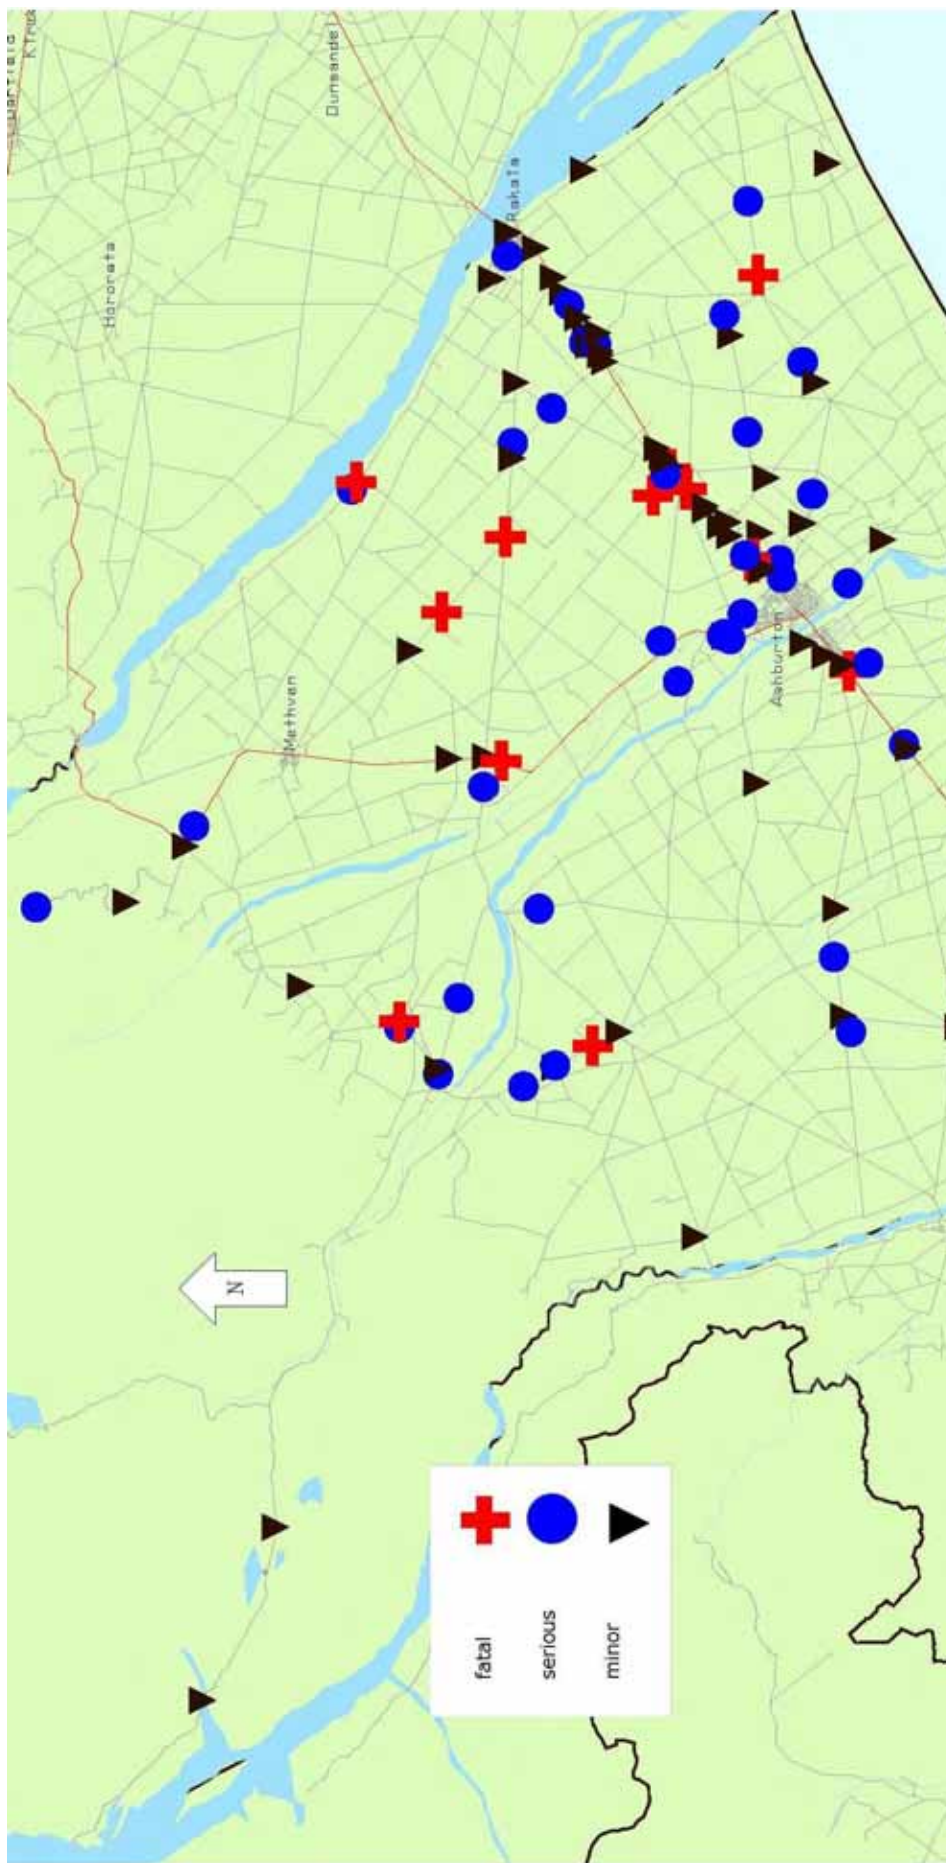 Dunsandel
Hororata
Rakaia
Methven
Ashburton
N
fatal
serious
minor